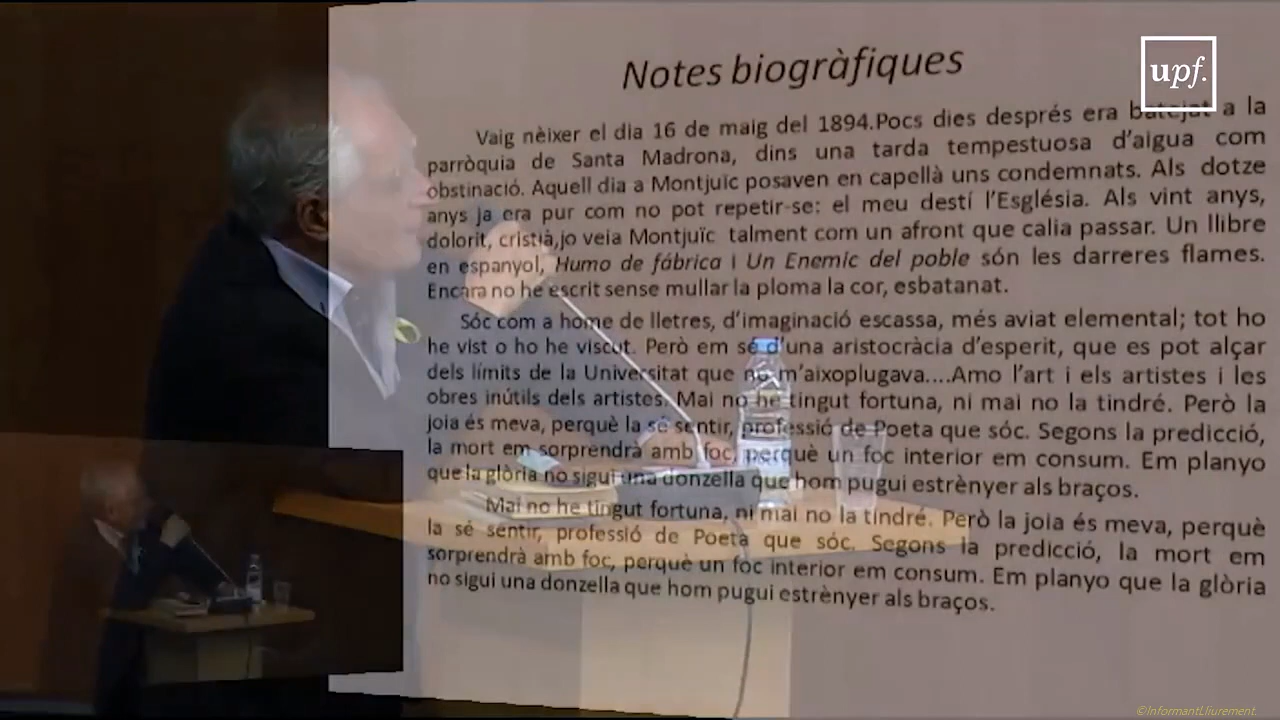 Notes biogràfiques
upf.
Vaig nèixer el dia 16 de maig del 1894.Pocs dies després era batejat a la
parròquia de Santa Madrona, dins una tarda tempestuosa d'aigua com
obstinació. Aquell dia a Montjuïc posaven en capellà uns condemnats. Als dotze
anys ja era pur com no pot repetir-se: el meu destí l'Església. Als vint anys,
dolorit, cristià,jo veia Montjuïc talment com un afront que calia passar. Un llibre
en espanyol, Humo de fábrica i Un Enemic del poble són les darreres flames.
Encara no he escrit sense mullar la ploma la cor, esbatanat.
Sóc com a home de lletres, d'imaginació escassa, més aviat elemental; tot ho
he vist o ho he viscut. Però em sé d'una aristocràcia d'esperit, que es pot alçar
dels límits de la Universitat que no m'aixoplugava....Amo l'art i els artistes i les
obres inútils dels artistes. Mai no he tingut fortuna, ni mai no la tindré. Però la
joia és meva, perquè la sé sentir, professió de Poeta que sóc. Segons la predicció,
la mort em sorprendrà amb foc, perquè un foc interior em consum. Em planyo
que la glòria no sigui una donzella que hom pugui estrènyer als braços.
Mai no he tingut fortuna, ni mai no la tindré. Però la joia és meva, perquè
la sé sentir, professió de Poeta que sóc. Segons la predicció, la mort em
sorprendrà amb foc, perquè un foc interior em consum. Em planyo que la glòria
no sigui una donzella que hom pugui estrènyer als braços.
©InformantLliurement.